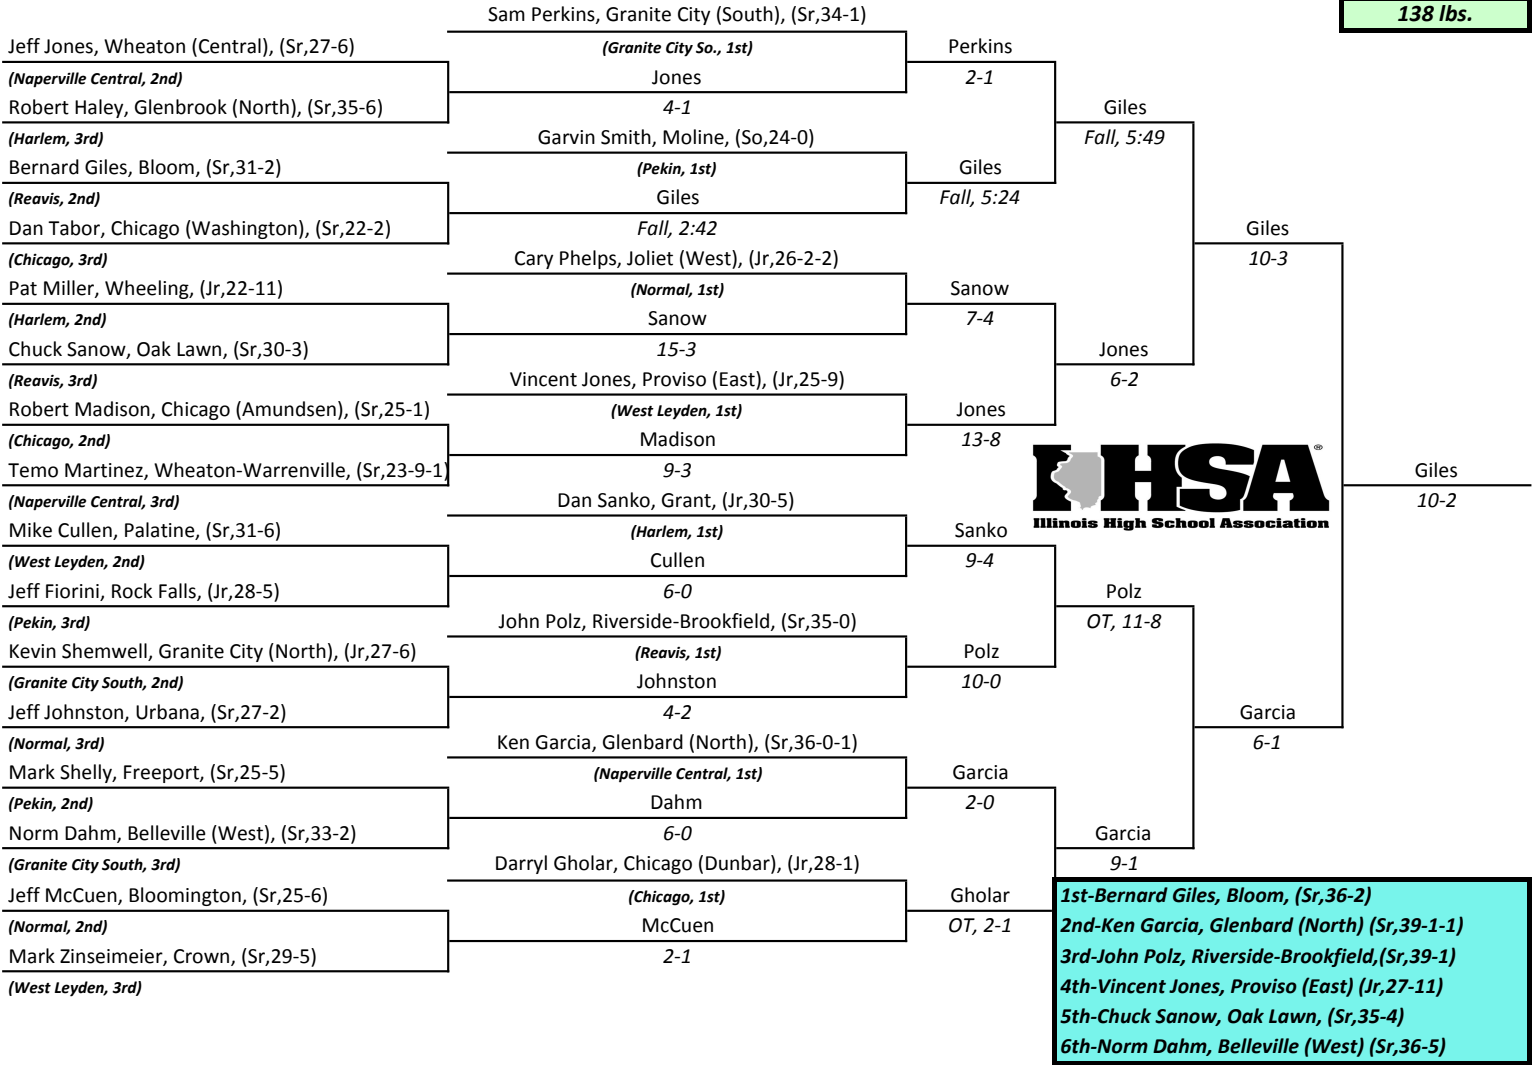 Sam Perkins, Granite City (South), (Sr,34-1)
138 lbs.
Jeff Jones, Wheaton (Central), (Sr,27-6)
(Granite City So., 1st)
Perkins
(Naperville Central, 2nd)
Jones
2-1
Robert Haley, Glenbrook (North), (Sr,35-6)
4-1
Giles
(Harlem, 3rd)
Garvin Smith, Moline, (So,24-0)
Fall, 5:49
Bernard Giles, Bloom, (Sr,31-2)
(Pekin, 1st)
Giles
(Reavis, 2nd)
Giles
Fall, 5:24
Dan Tabor, Chicago (Washington), (Sr,22-2)
Fall, 2:42
Giles
(Chicago, 3rd)
Cary Phelps, Joliet (West), (Jr,26-2-2)
10-3
Pat Miller, Wheeling, (Jr,22-11)
(Normal, 1st)
Sanow
(Harlem, 2nd)
Sanow
7-4
Chuck Sanow, Oak Lawn, (Sr,30-3)
15-3
Jones
(Reavis, 3rd)
Vincent Jones, Proviso (East), (Jr,25-9)
6-2
Robert Madison, Chicago (Amundsen), (Sr,25-1)
(West Leyden, 1st)
Jones
(Chicago, 2nd)
Madison
13-8
IHSA®
Temo Martinez, Wheaton-Warrenville, (Sr,23-9-1)
9-3
Giles
(Naperville Central, 3rd)
Dan Sanko, Grant, (Jr,30-5)
10-2
Illinois High School Association
Mike Cullen, Palatine, (Sr,31-6)
(Harlem, 1st)
Sanko
(West Leyden, 2nd)
Cullen
9-4
Jeff Fiorini, Rock Falls, (Jr,28-5)
6-0
Polz
(Pekin, 3rd)
John Polz, Riverside-Brookfield, (Sr,35-0)
OT, 11-8
Kevin Shemwell, Granite City (North), (Jr,27-6)
(Reavis, 1st)
Polz
(Granite City South, 2nd)
Johnston
10-0
Jeff Johnston, Urbana, (Sr,27-2)
4-2
Garcia
(Normal, 3rd)
Ken Garcia, Glenbard (North), (Sr,36-0-1)
6-1
Mark Shelly, Freeport, (Sr,25-5)
(Naperville Central, 1st)
Garcia
(Pekin, 2nd)
Dahm
2-0
Norm Dahm, Belleville (West), (Sr,33-2)
6-0
Garcia
(Granite City South, 3rd)
Darryl Gholar, Chicago (Dunbar), (Jr,28-1)
9-1
Jeff McCuen, Bloomington, (Sr,25-6)
(Chicago, 1st)
Gholar
1st-Bernard Giles, Bloom, (Sr,36-2)
(Normal, 2nd)
McCuen
OT, 2-1
2nd-Ken Garcia, Glenbard (North) (Sr,39-1-1)
Mark Zinseimeier, Crown, (Sr,29-5)
2-1
3rd-John Polz, Riverside-Brookfield,(Sr,39-1)
(West Leyden, 3rd)
4th-Vincent Jones, Proviso (East) (Jr,27-11)
5th-Chuck Sanow, Oak Lawn, (Sr,35-4)
6th-Norm Dahm, Belleville (West) (Sr,36-5)